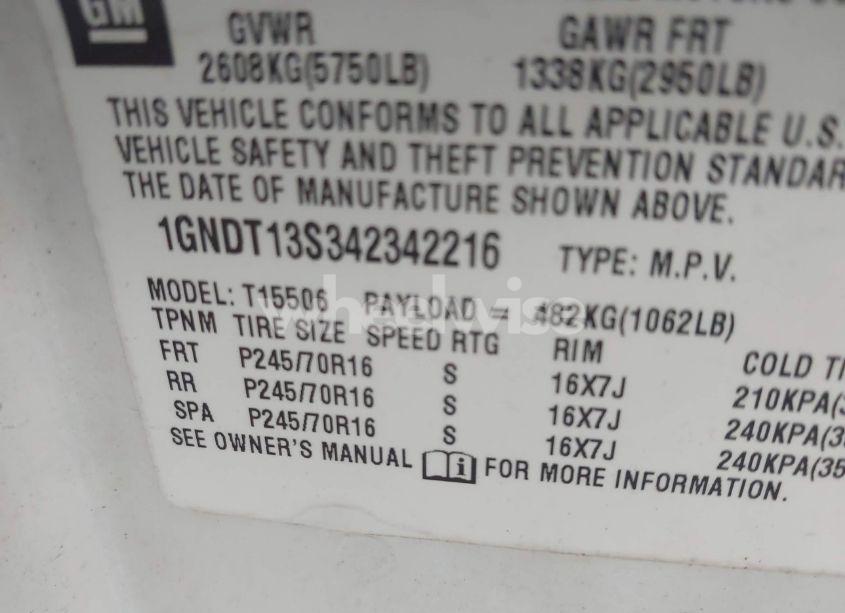 GM
GVWR GAWR FRT
2608KG(5750LB) 1338KG(2950LB)
THIS VEHICLE CONFORMS TO ALL APPLICABLE U.S.
VEHICLE SAFETY AND THEFT PREVENTION STANDAR
THE DATE OF MANUFACTURE SHOWN ABOVE.
1GNDT13S342342216 TYPE: M.P.V.
MODEL: T15506 PAYLOAD = 482KG(1062LB)
TPNM TIRE SIZE SPEED RTG RIM COLD TI
FRT P245/70R16 S 16X7J 210KPA(3
RR P245/70R16 S 16X7J 240KPA(3
SPA P245/70R16 S 16X7J 240KPA(35
SEE OWNER'S MANUAL i FOR MORE INFORMATION.
wheelwise